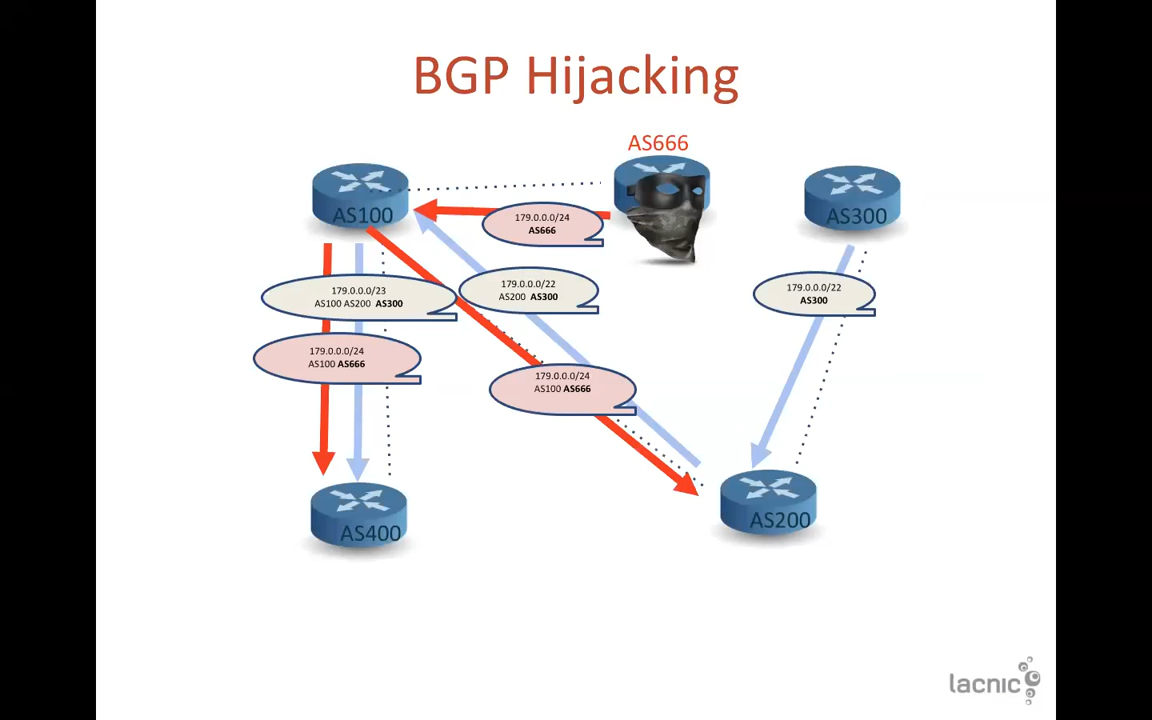 BGP Hijacking
AS666
AS100
AS300
179.0.0.0/24
AS666
179.0.0.0/23
AS100 AS200 AS300
179.0.0.0/22
AS200 AS300
179.0.0.0/22
AS300
179.0.0.0/24
AS100 AS666
179.0.0.0/24
AS100 AS666
AS400
AS200
lacnic